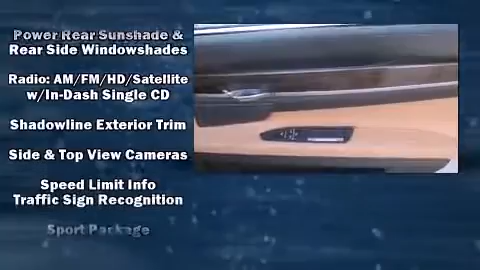 Power Rear Sunshade &
Rear Side Windowshades
Radio: AM/FM/HD/Satellite
w/In-Dash Single CD
Shadowline Exterior Trim
Side & Top View Cameras
Speed Limit Info
Traffic Sign Recognition
Sport Package